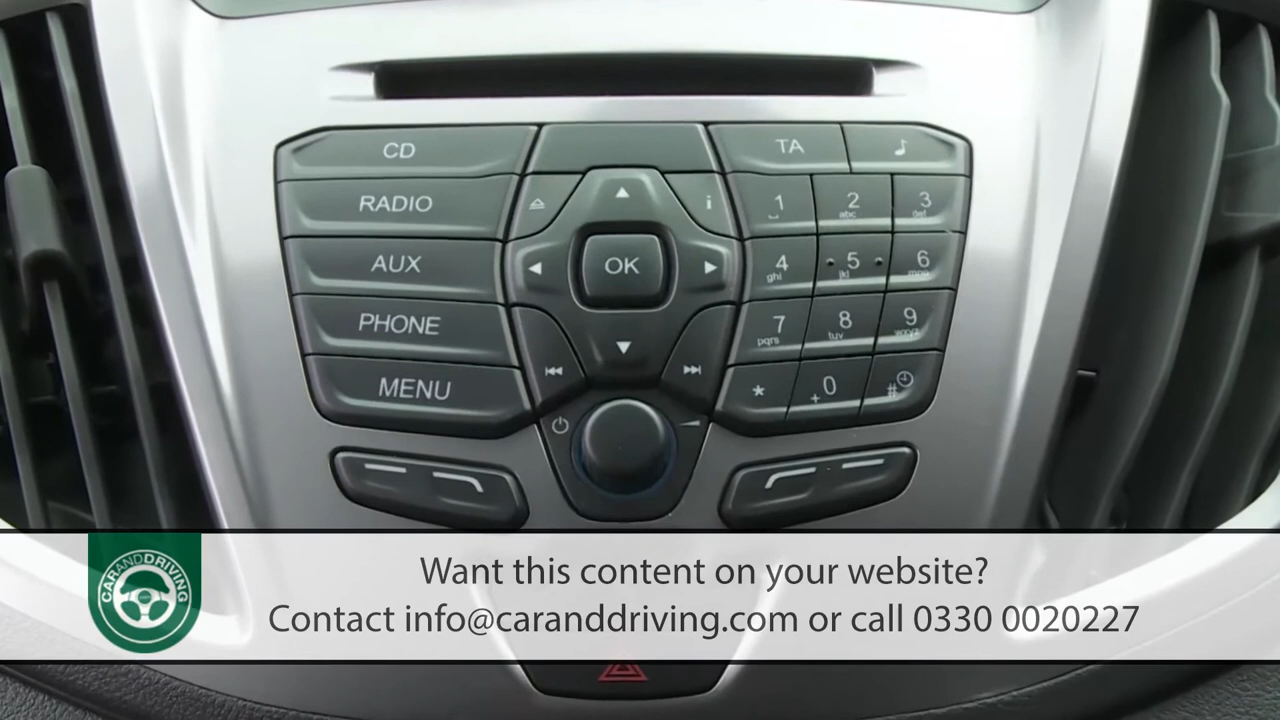 CD
TA
RADIO
i
1
2 abc
3 def
AUX
OK
4 ghi
5 jkl
6 mno
PHONE
7 pqrs
8 tuv
9 wxyz
MENU
*
+0
#
CARANDDRIVING
Want this content on your website?
Contact info@caranddriving.com or call 0330 0020227